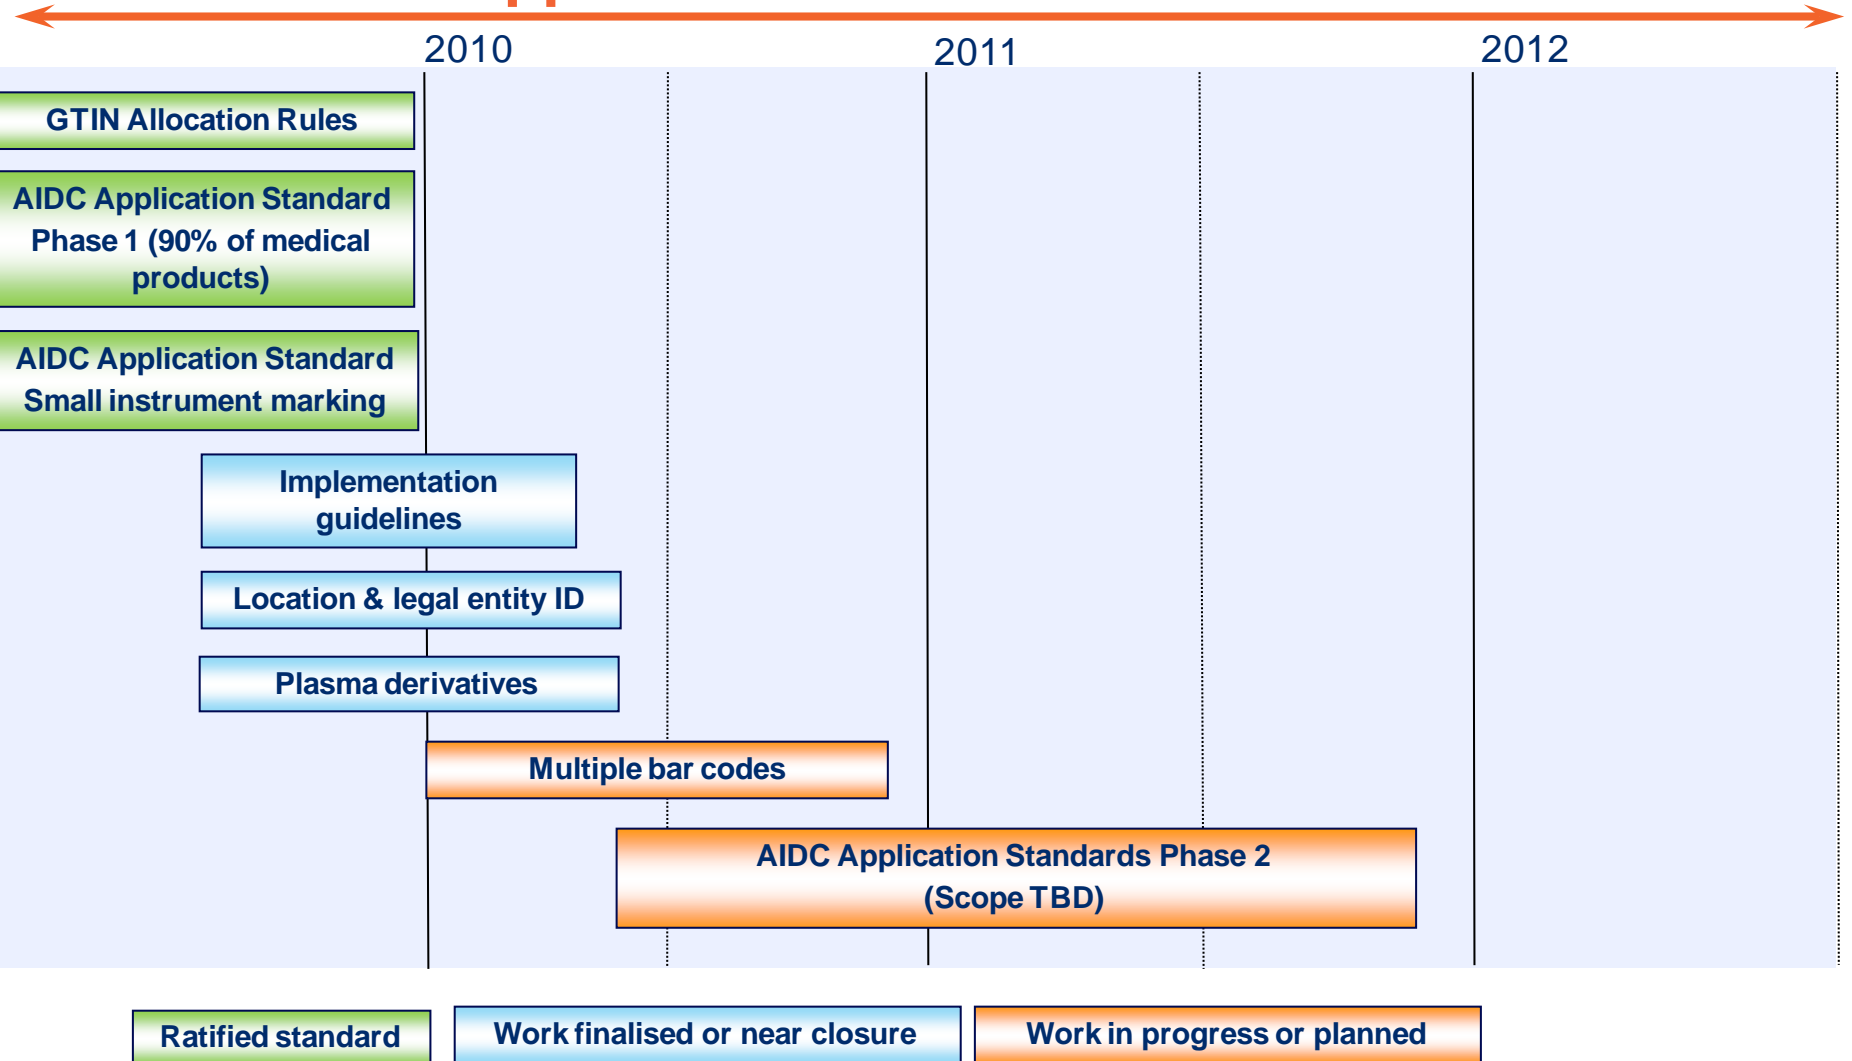 2010
2011
2012
GTIN Allocation Rules
AIDC Application Standard
Phase 1 (90% of medical
products)
AIDC Application Standard
Small instrument marking
Implementation
guidelines
Location & legal entity ID
Plasma derivatives
Multiple bar codes
AIDC Application Standards Phase 2
(Scope TBD)
Ratified standard
Work finalised or near closure
Work in progress or planned